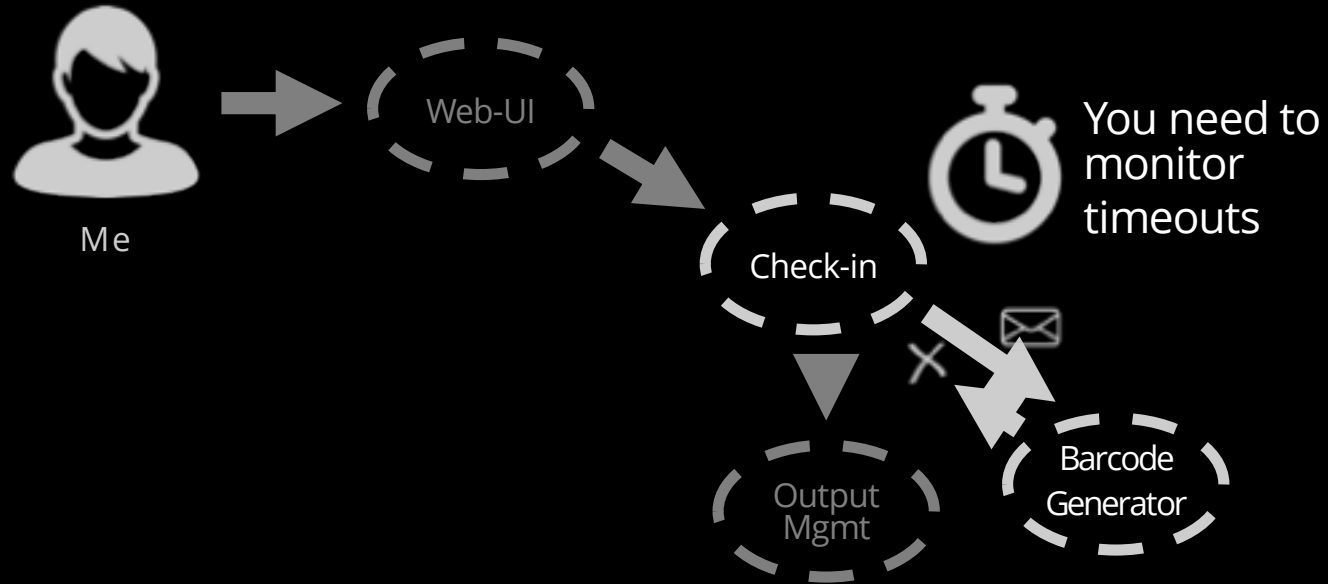 Me
Web-UI
You need to
monitor
timeouts
Check-in
Barcode
Generator
Output
Mgmt